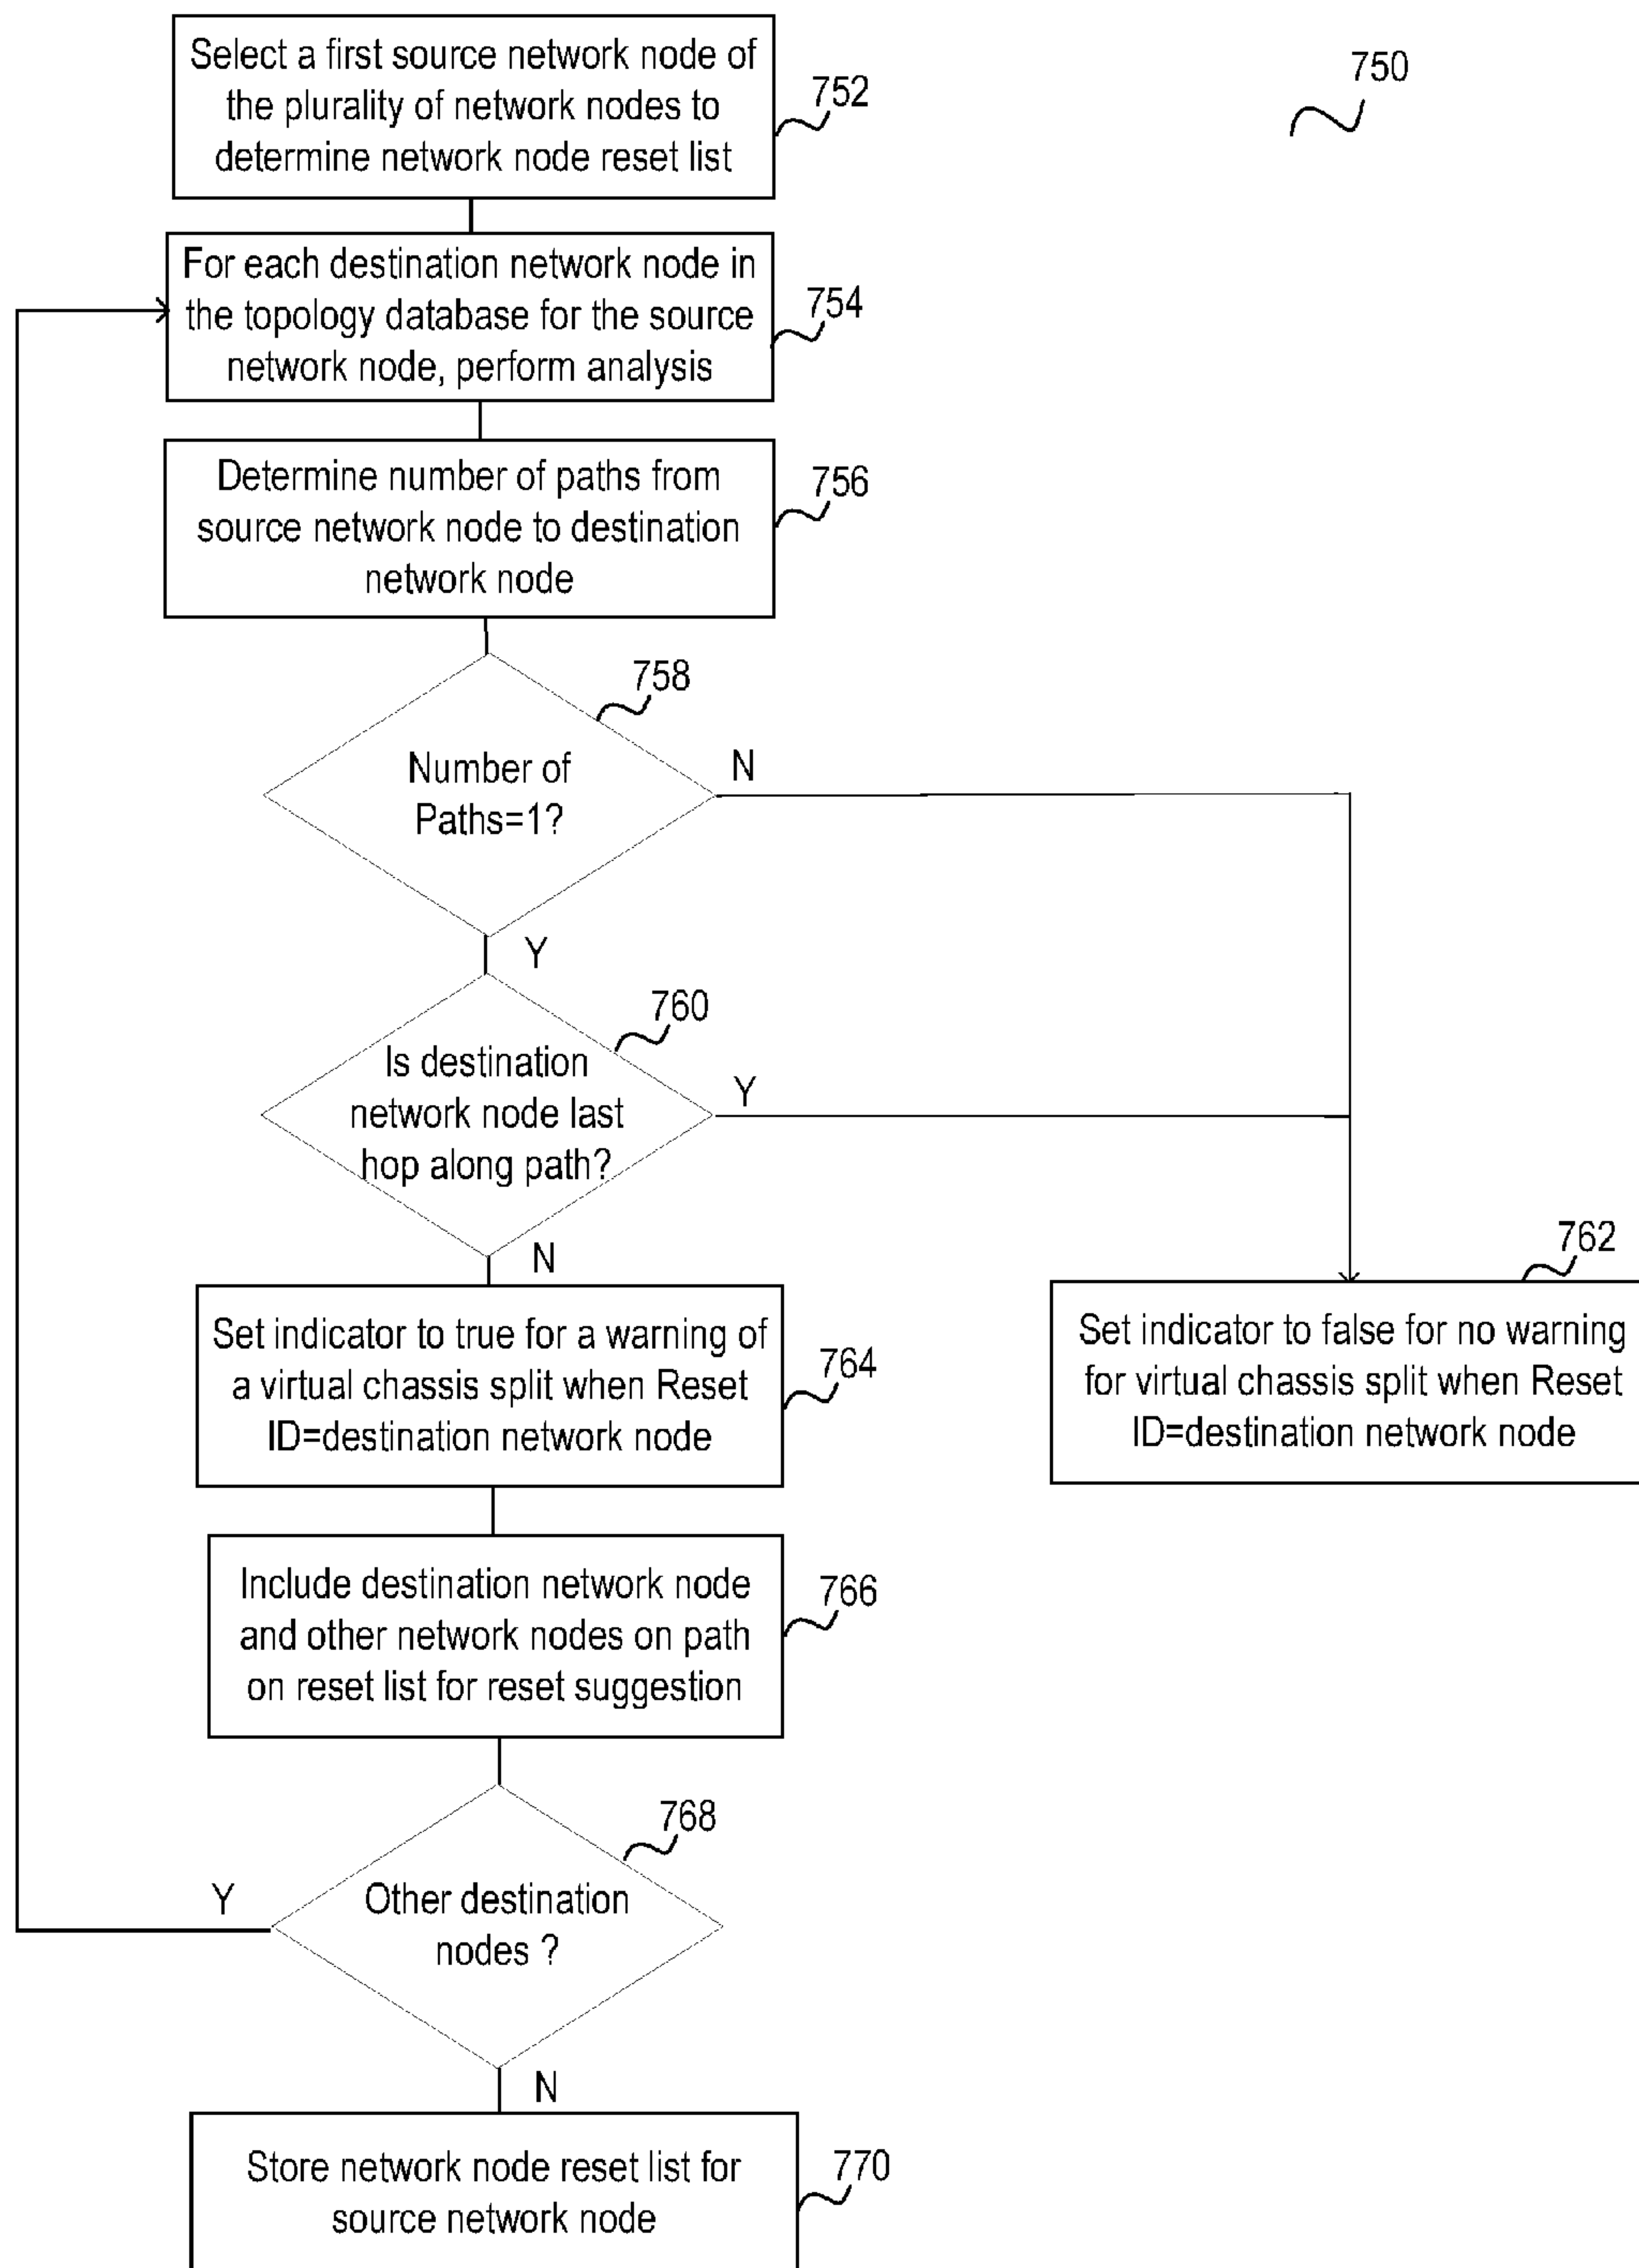 750
Select a first source network node of
the plurality of network nodes to
determine network node reset list
752
For each destination network node in
the topology database for the source
network node, perform analysis
754
Determine number of paths from
source network node to destination
network node
756
758
Number of
Paths=1?
N
Y
760
Is destination
network node last
hop along path?
Y
N
762
Set indicator to false for no warning
for virtual chassis split when Reset
ID=destination network node
Set indicator to true for a warning of
a virtual chassis split when Reset
ID=destination network node
764
Include destination network node
and other network nodes on path
on reset list for reset suggestion
766
768
Other destination
nodes ?
Y
N
Store network node reset list for
source network node
770